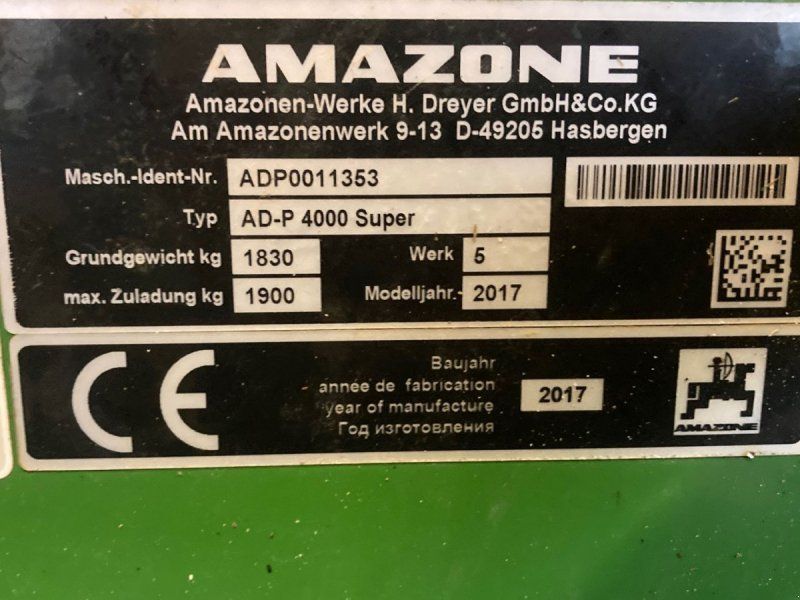 AMAZONE
Amazonen-Werke H. Dreyer GmbH&Co.KG
Am Amazonenwerk 9-13 D-49205 Hasbergen
Masch.-Ident-Nr. ADP0011353
Typ AD-P 4000 Super
Grundgewicht kg 1830 Werk 5
max. Zuladung kg 1900 Modelljahr. 2017
CE
Baujahr
année de fabrication
year of manufacture
Год изготовления
2017
AMAZONE